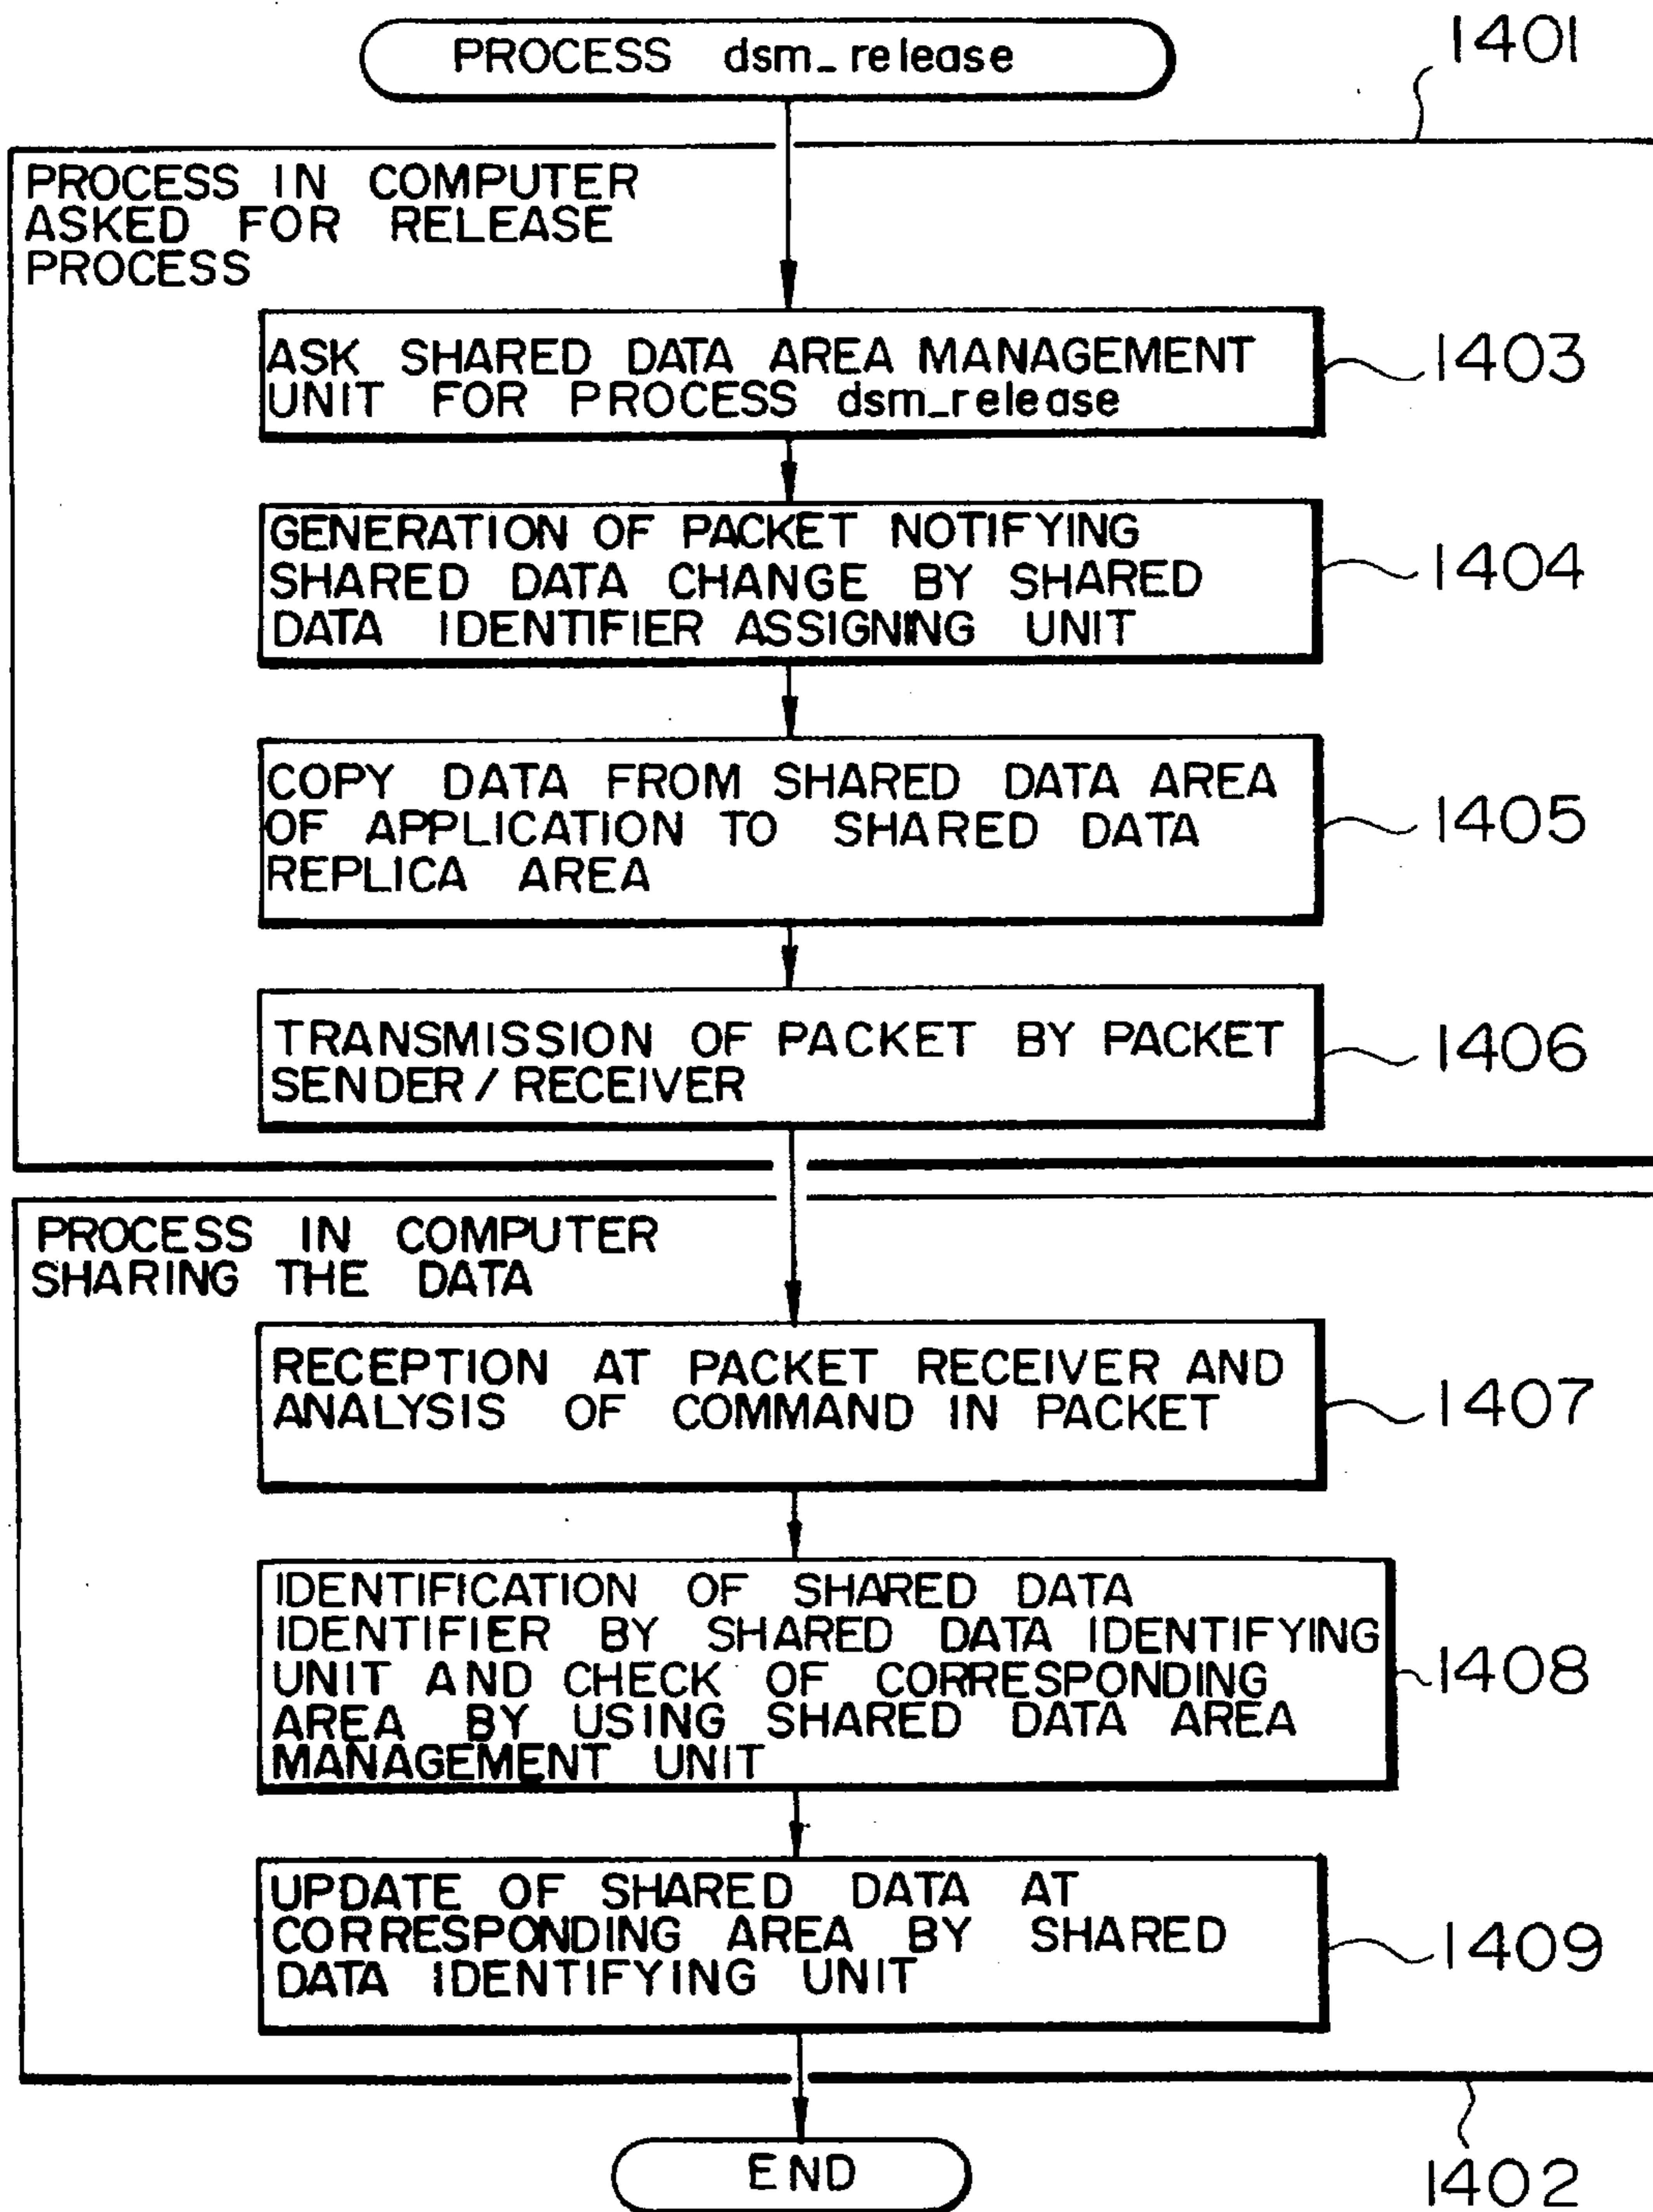 PROCESS dsm_release
1401
PROCESS IN COMPUTER
ASKED FOR RELEASE
PROCESS
ASK SHARED DATA AREA MANAGEMENT
UNIT FOR PROCESS dsm_release
1403
GENERATION OF PACKET NOTIFYING
SHARED DATA CHANGE BY SHARED
DATA IDENTIFIER ASSIGNING UNIT
1404
COPY DATA FROM SHARED DATA AREA
OF APPLICATION TO SHARED DATA
REPLICA AREA
1405
TRANSMISSION OF PACKET BY PACKET
SENDER / RECEIVER
1406
PROCESS IN COMPUTER
SHARING THE DATA
RECEPTION AT PACKET RECEIVER AND
ANALYSIS OF COMMAND IN PACKET
1407
IDENTIFICATION OF SHARED DATA
IDENTIFIER BY SHARED DATA IDENTIFYING
UNIT AND CHECK OF CORRESPONDING
AREA BY USING SHARED DATA AREA
MANAGEMENT UNIT
1408
UPDATE OF SHARED DATA AT
CORRESPONDING AREA BY SHARED
DATA IDENTIFYING UNIT
1409
END
1402